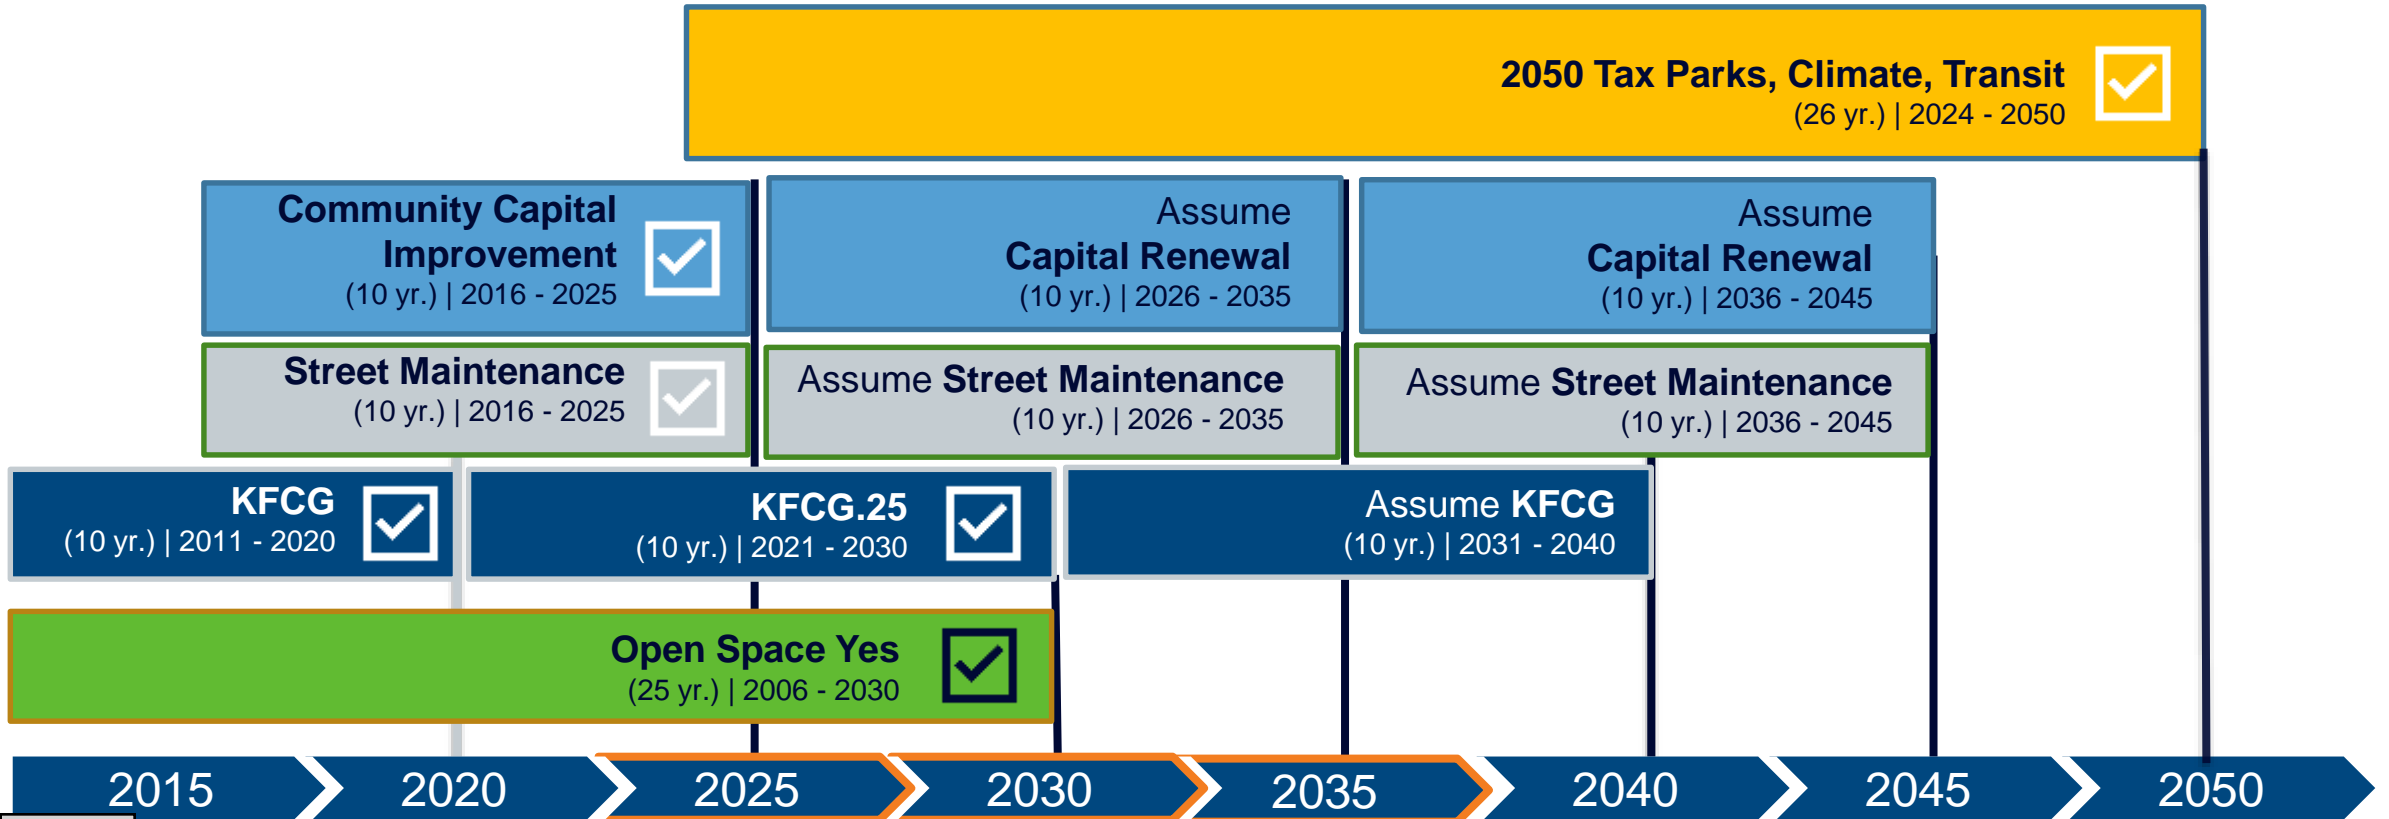 2050 Tax Parks, Climate, Transit
(26 yr.) | 2024 - 2050
Community Capital
Improvement
(10 yr.) | 2016 - 2025
Assume
Capital Renewal
(10 yr.) | 2026 - 2035
Assume
Capital Renewal
(10 yr.) | 2036 - 2045
Street Maintenance
(10 yr.) | 2016 - 2025
Assume Street Maintenance
(10 yr.) | 2026 - 2035
Assume Street Maintenance
(10 yr.) | 2036 - 2045
KFCG
(10 yr.) | 2011 - 2020
KFCG.25
(10 yr.) | 2021 - 2030
Assume KFCG
(10 yr.) | 2031 - 2040
Open Space Yes
(25 yr.) | 2006 - 2030
2015 2020 2025 2030 2035 2040 2045 2050